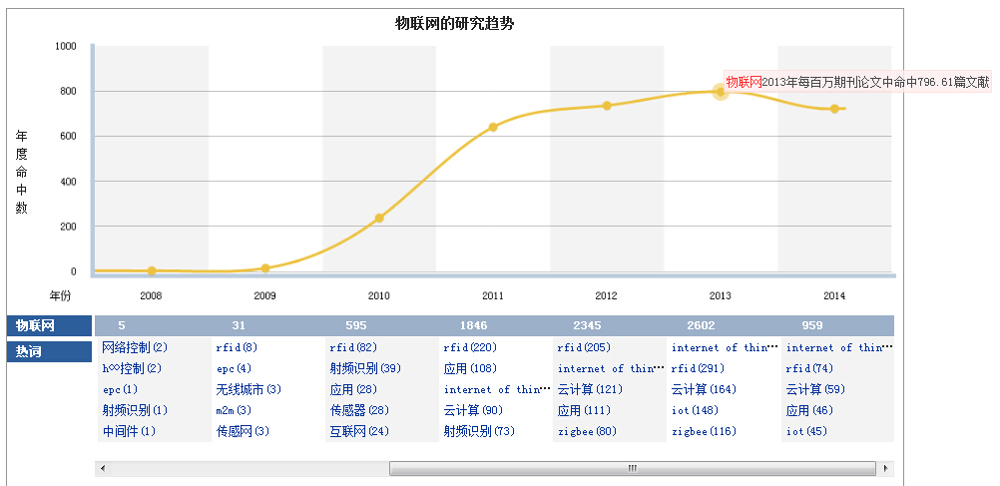 物联网的研究趋势
1000
800
600
400
200
0
年度命中数
物联网2013年每百万期刊论文中命中796.61篇文献
年份 2008 2009 2010 2011 2012 2013 2014
物联网 5 31 595 1846 2345 2602 959
热词
网络控制(2) rfid(8) rfid(82) rfid(220) rfid(205) internet of thin… internet of thin…
h∞控制(2) epc(4) 射频识别(39) 应用(108) internet of thin… rfid(291) rfid(74)
epc(1) 无线城市(3) 应用(28) internet of thin… 云计算(121) 云计算(164) 云计算(59)
射频识别(1) m2m(3) 传感器(28) 云计算(90) 应用(111) iot(148) 应用(46)
中间件(1) 传感网(3) 互联网(24) 射频识别(73) zigbee(80) zigbee(116) iot(45)